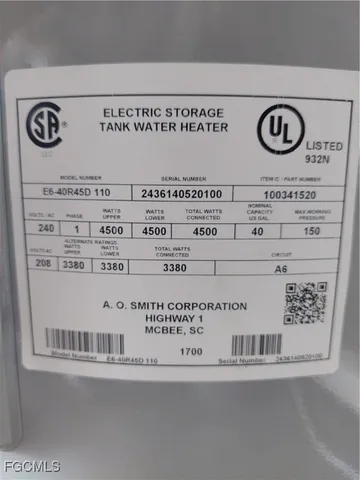 SA
ELECTRIC STORAGE
TANK WATER HEATER
UL
LISTED
932N
MODEL NUMBER SERIAL NUMBER ITEM ID - PART NUMBER
E6-40R45D 110 2436140520100 100341520
VOLTS / AC PHASE WATTS UPPER WATTS LOWER TOTAL WATTS CONNECTED NOMINAL CAPACITY US GAL. MAX WORKING PRESSURE
240 1 4500 4500 4500 40 150
VOLTS AC ALTERNATE RATINGS WATTS UPPER WATTS LOWER TOTAL WATTS CONNECTED CIRCUIT
208 3380 3380 3380 A6
A. O. SMITH CORPORATION
HIGHWAY 1
MCBEE, SC
1700
Model Number E6-40R45D 110 Serial Number 2436140520100
FGCMLS